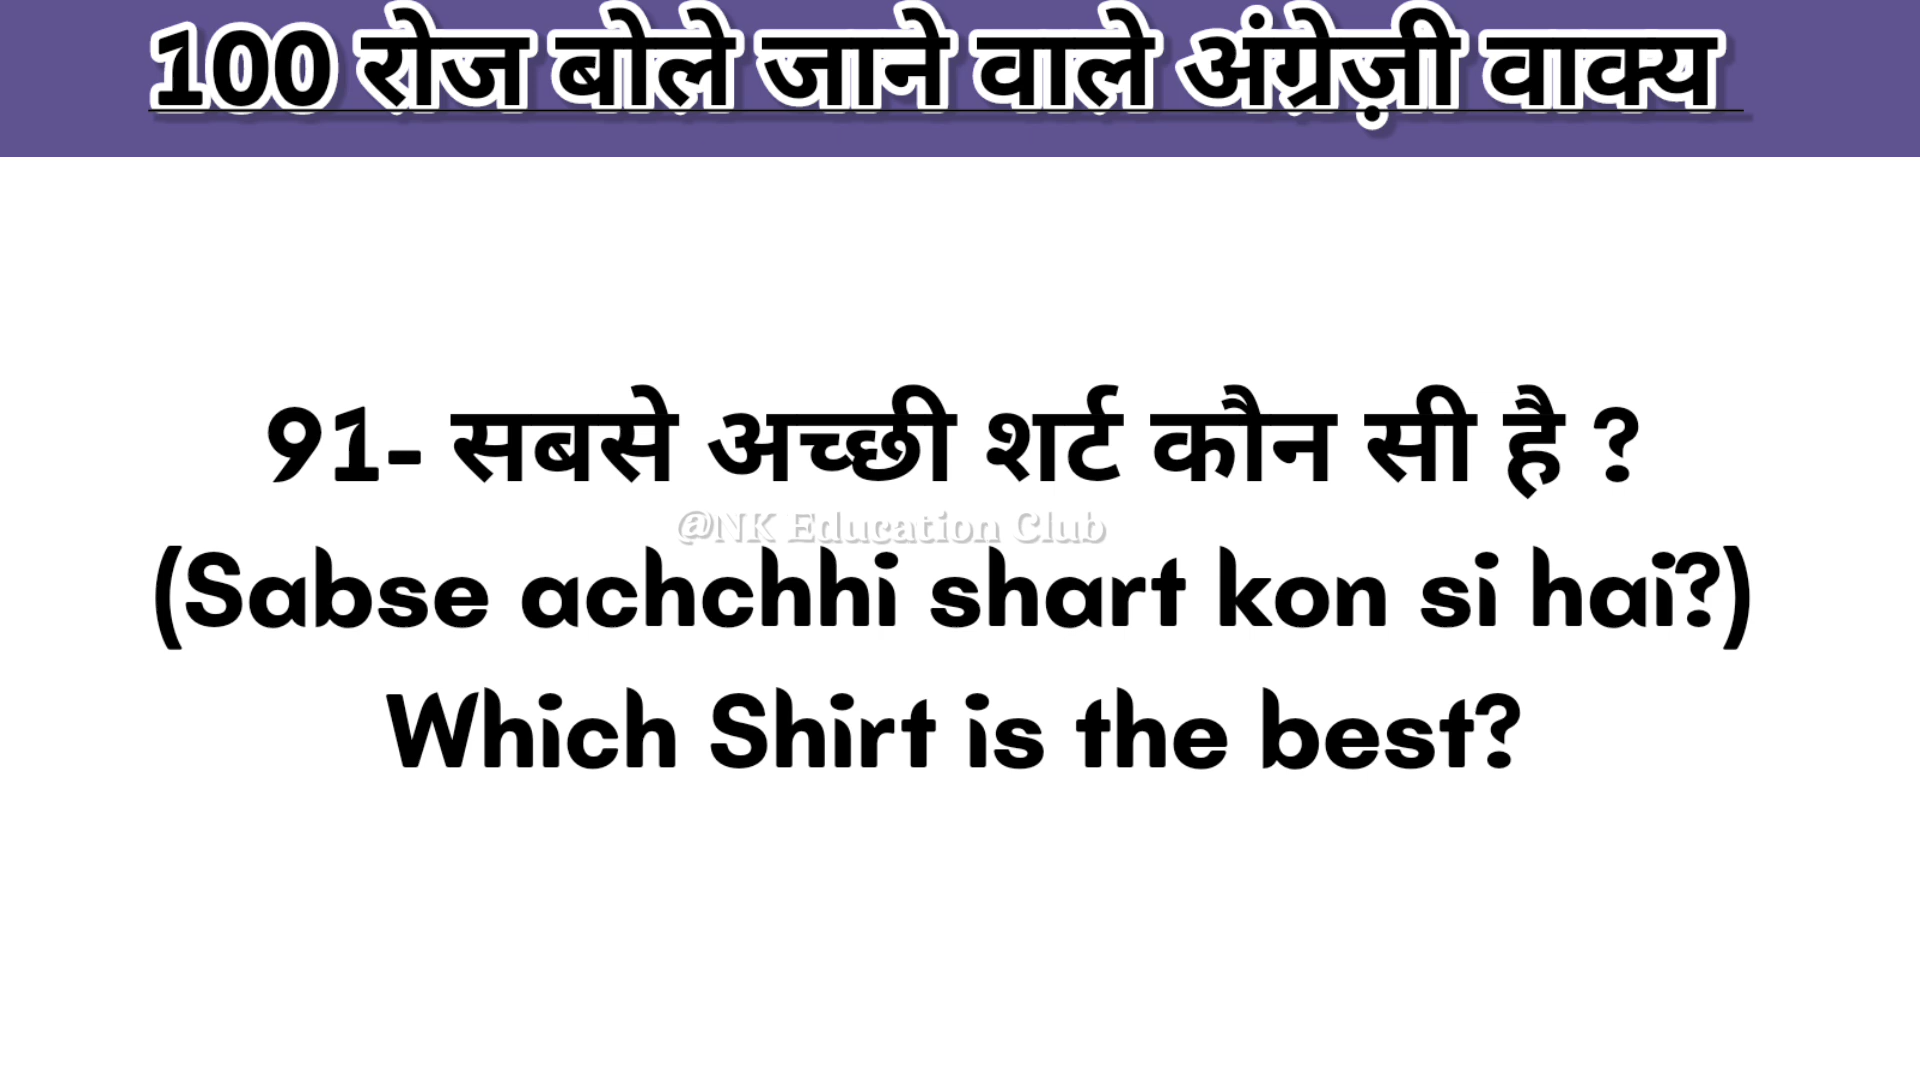 100 रोज बोले जाने वाले अंग्रेज़ी वाक्य
91- सबसे अच्छी शर्ट कौन सी है ?
@NK Education Club
(Sabse achchhi shart kon si hai?)
Which Shirt is the best?